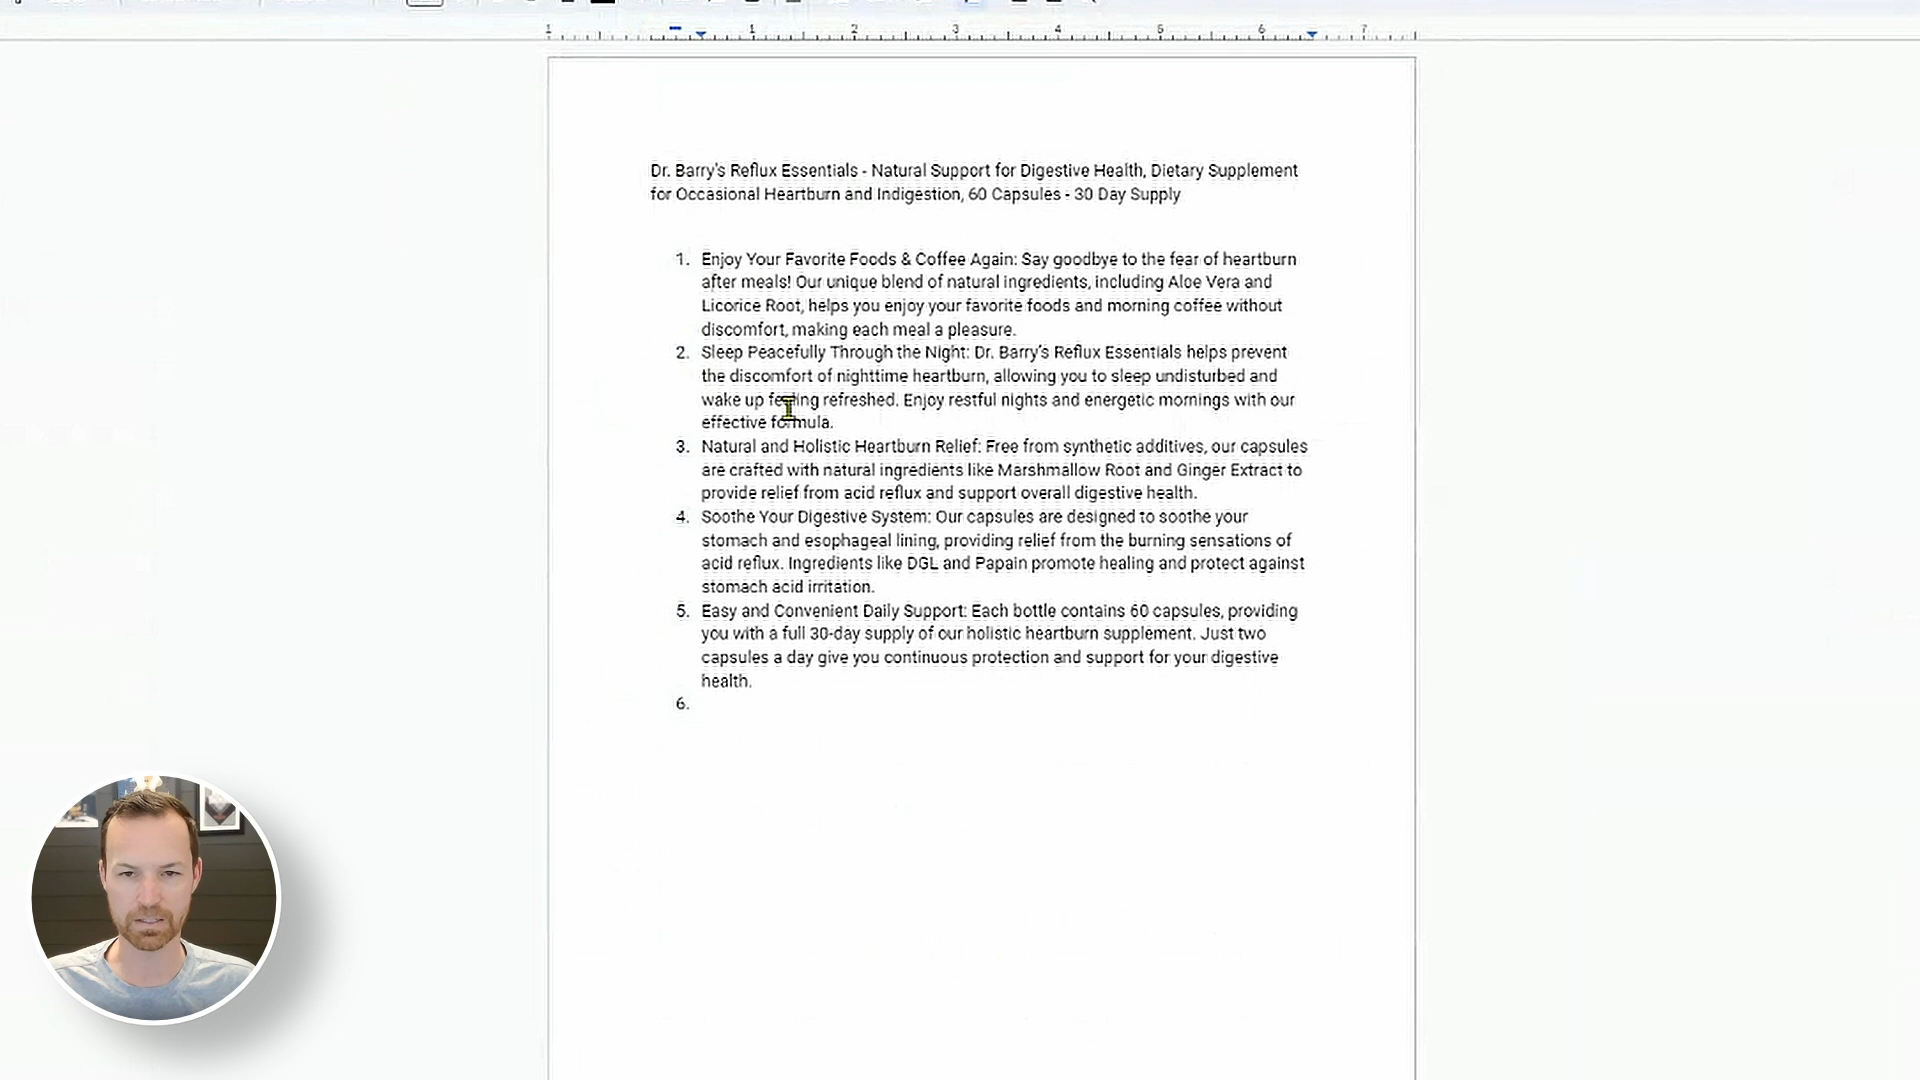 1 1 2 3 4 5 6 7
Dr. Barry's Reflux Essentials - Natural Support for Digestive Health, Dietary Supplement
for Occasional Heartburn and Indigestion, 60 Capsules - 30 Day Supply
1. Enjoy Your Favorite Foods & Coffee Again: Say goodbye to the fear of heartburn
after meals! Our unique blend of natural ingredients, including Aloe Vera and
Licorice Root, helps you enjoy your favorite foods and morning coffee without
discomfort, making each meal a pleasure.
2. Sleep Peacefully Through the Night: Dr. Barry's Reflux Essentials helps prevent
the discomfort of nighttime heartburn, allowing you to sleep undisturbed and
wake up feeling refreshed. Enjoy restful nights and energetic mornings with our
effective formula.
3. Natural and Holistic Heartburn Relief: Free from synthetic additives, our capsules
are crafted with natural ingredients like Marshmallow Root and Ginger Extract to
provide relief from acid reflux and support overall digestive health.
4. Soothe Your Digestive System: Our capsules are designed to soothe your
stomach and esophageal lining, providing relief from the burning sensations of
acid reflux. Ingredients like DGL and Papain promote healing and protect against
stomach acid irritation.
5. Easy and Convenient Daily Support: Each bottle contains 60 capsules, providing
you with a full 30-day supply of our holistic heartburn supplement. Just two
capsules a day give you continuous protection and support for your digestive
health.
6.